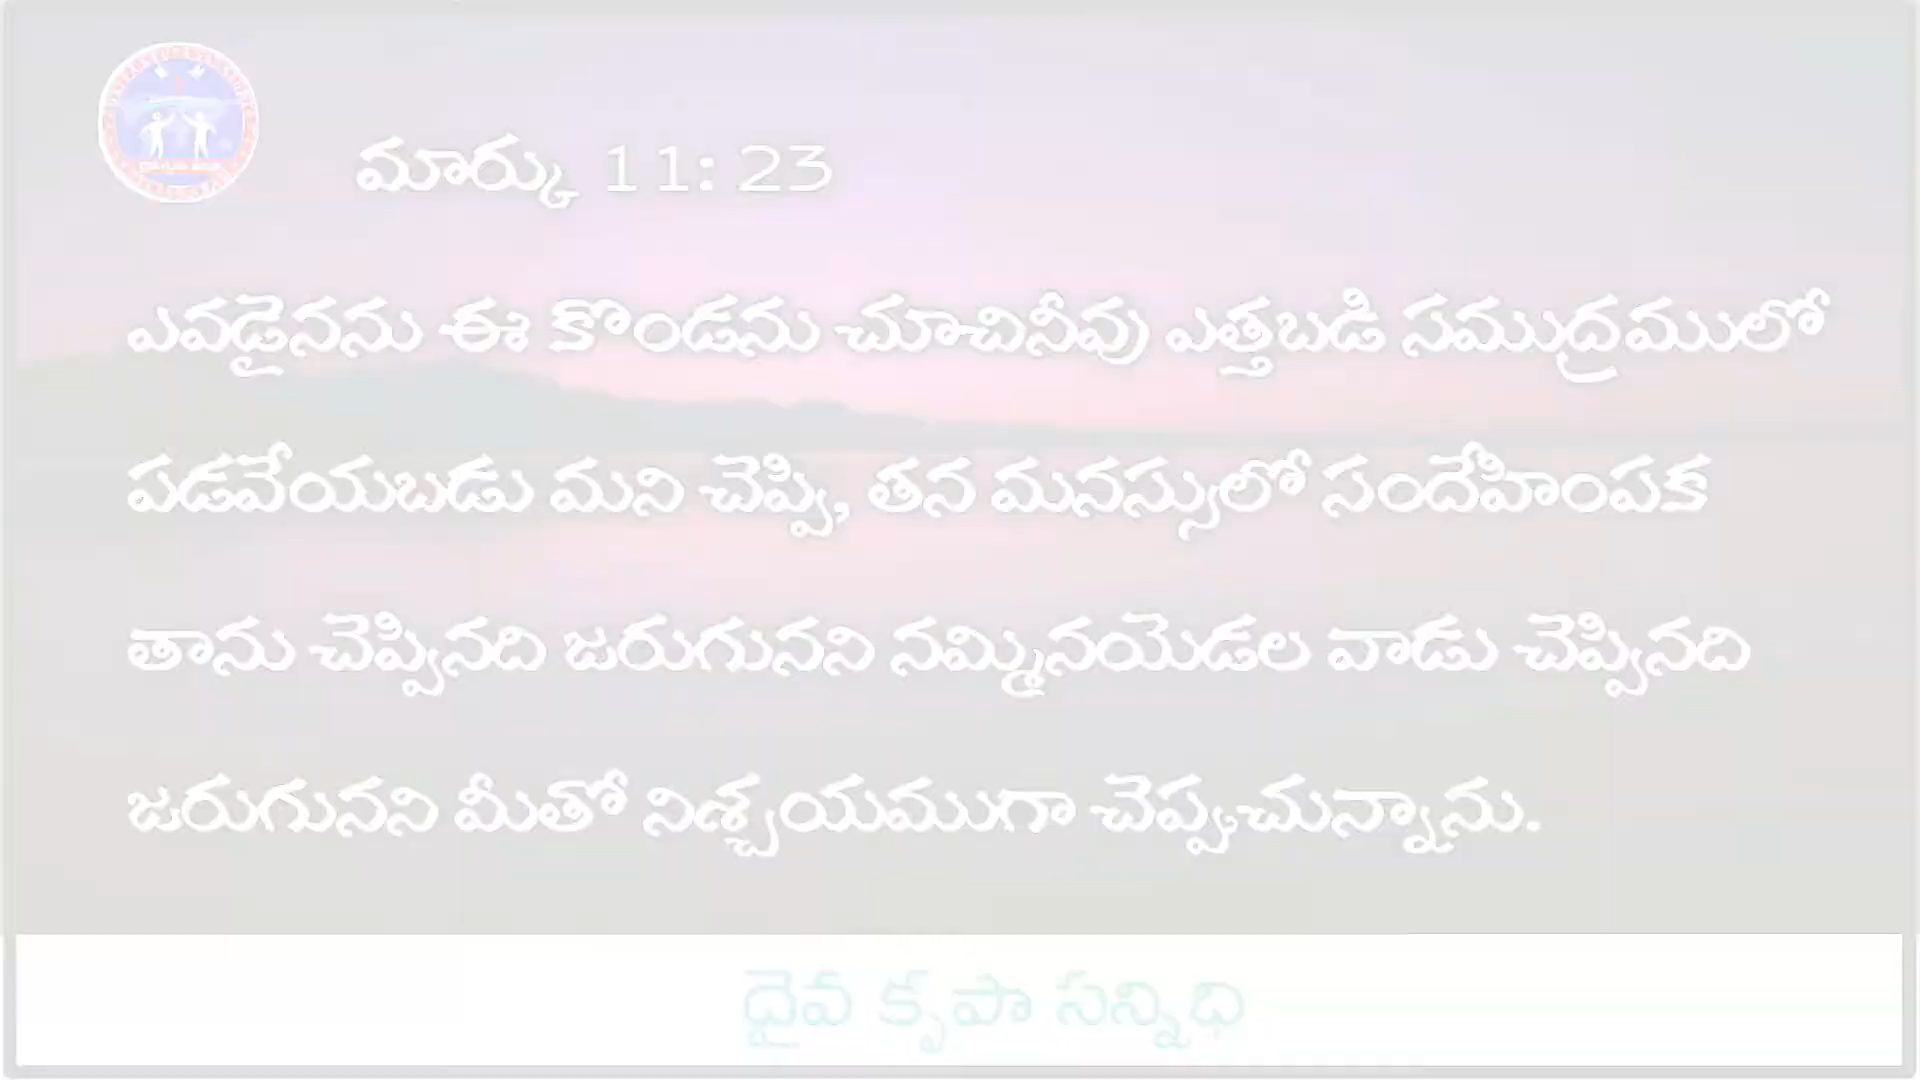 మార్కు 11: 23
ఎవడైనను ఈ కొండను చూచినీవు ఎత్తబడి సముద్రములో
పడవేయబడు మని చెప్పి, తన మనస్సులో సందేహింపక
తాను చెప్పినది జరుగునని నమ్మినయెడల వాడు చెప్పినది
జరుగునని మీతో నిశ్చయముగా చెప్పుచున్నాను.
దైవ కృపా సన్నిధి